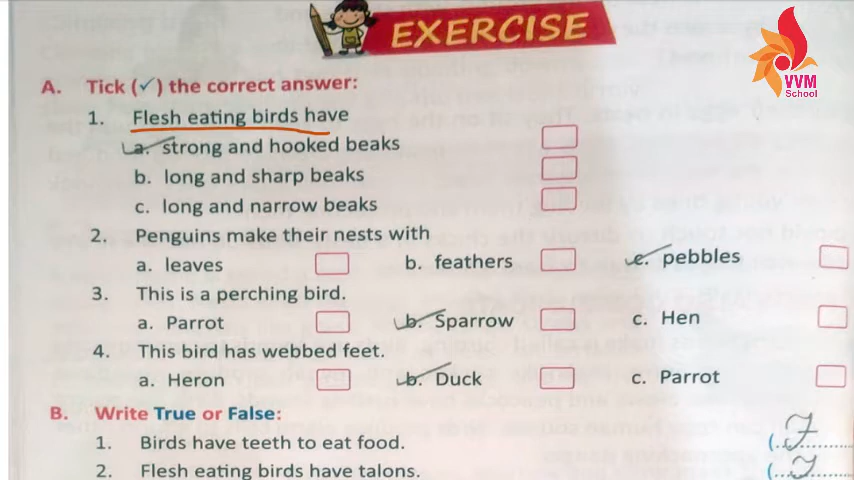 EXERCISE
VVM
School
A. Tick (✓) the correct answer:
1. Flesh eating birds have
a. strong and hooked beaks
b. long and sharp beaks
c. long and narrow beaks
2. Penguins make their nests with
a. leaves b. feathers c. pebbles
3. This is a perching bird.
a. Parrot b. Sparrow c. Hen
4. This bird has webbed feet.
a. Heron b. Duck c. Parrot
B. Write True or False:
1. Birds have teeth to eat food. (..F
2. Flesh eating birds have talons. (..